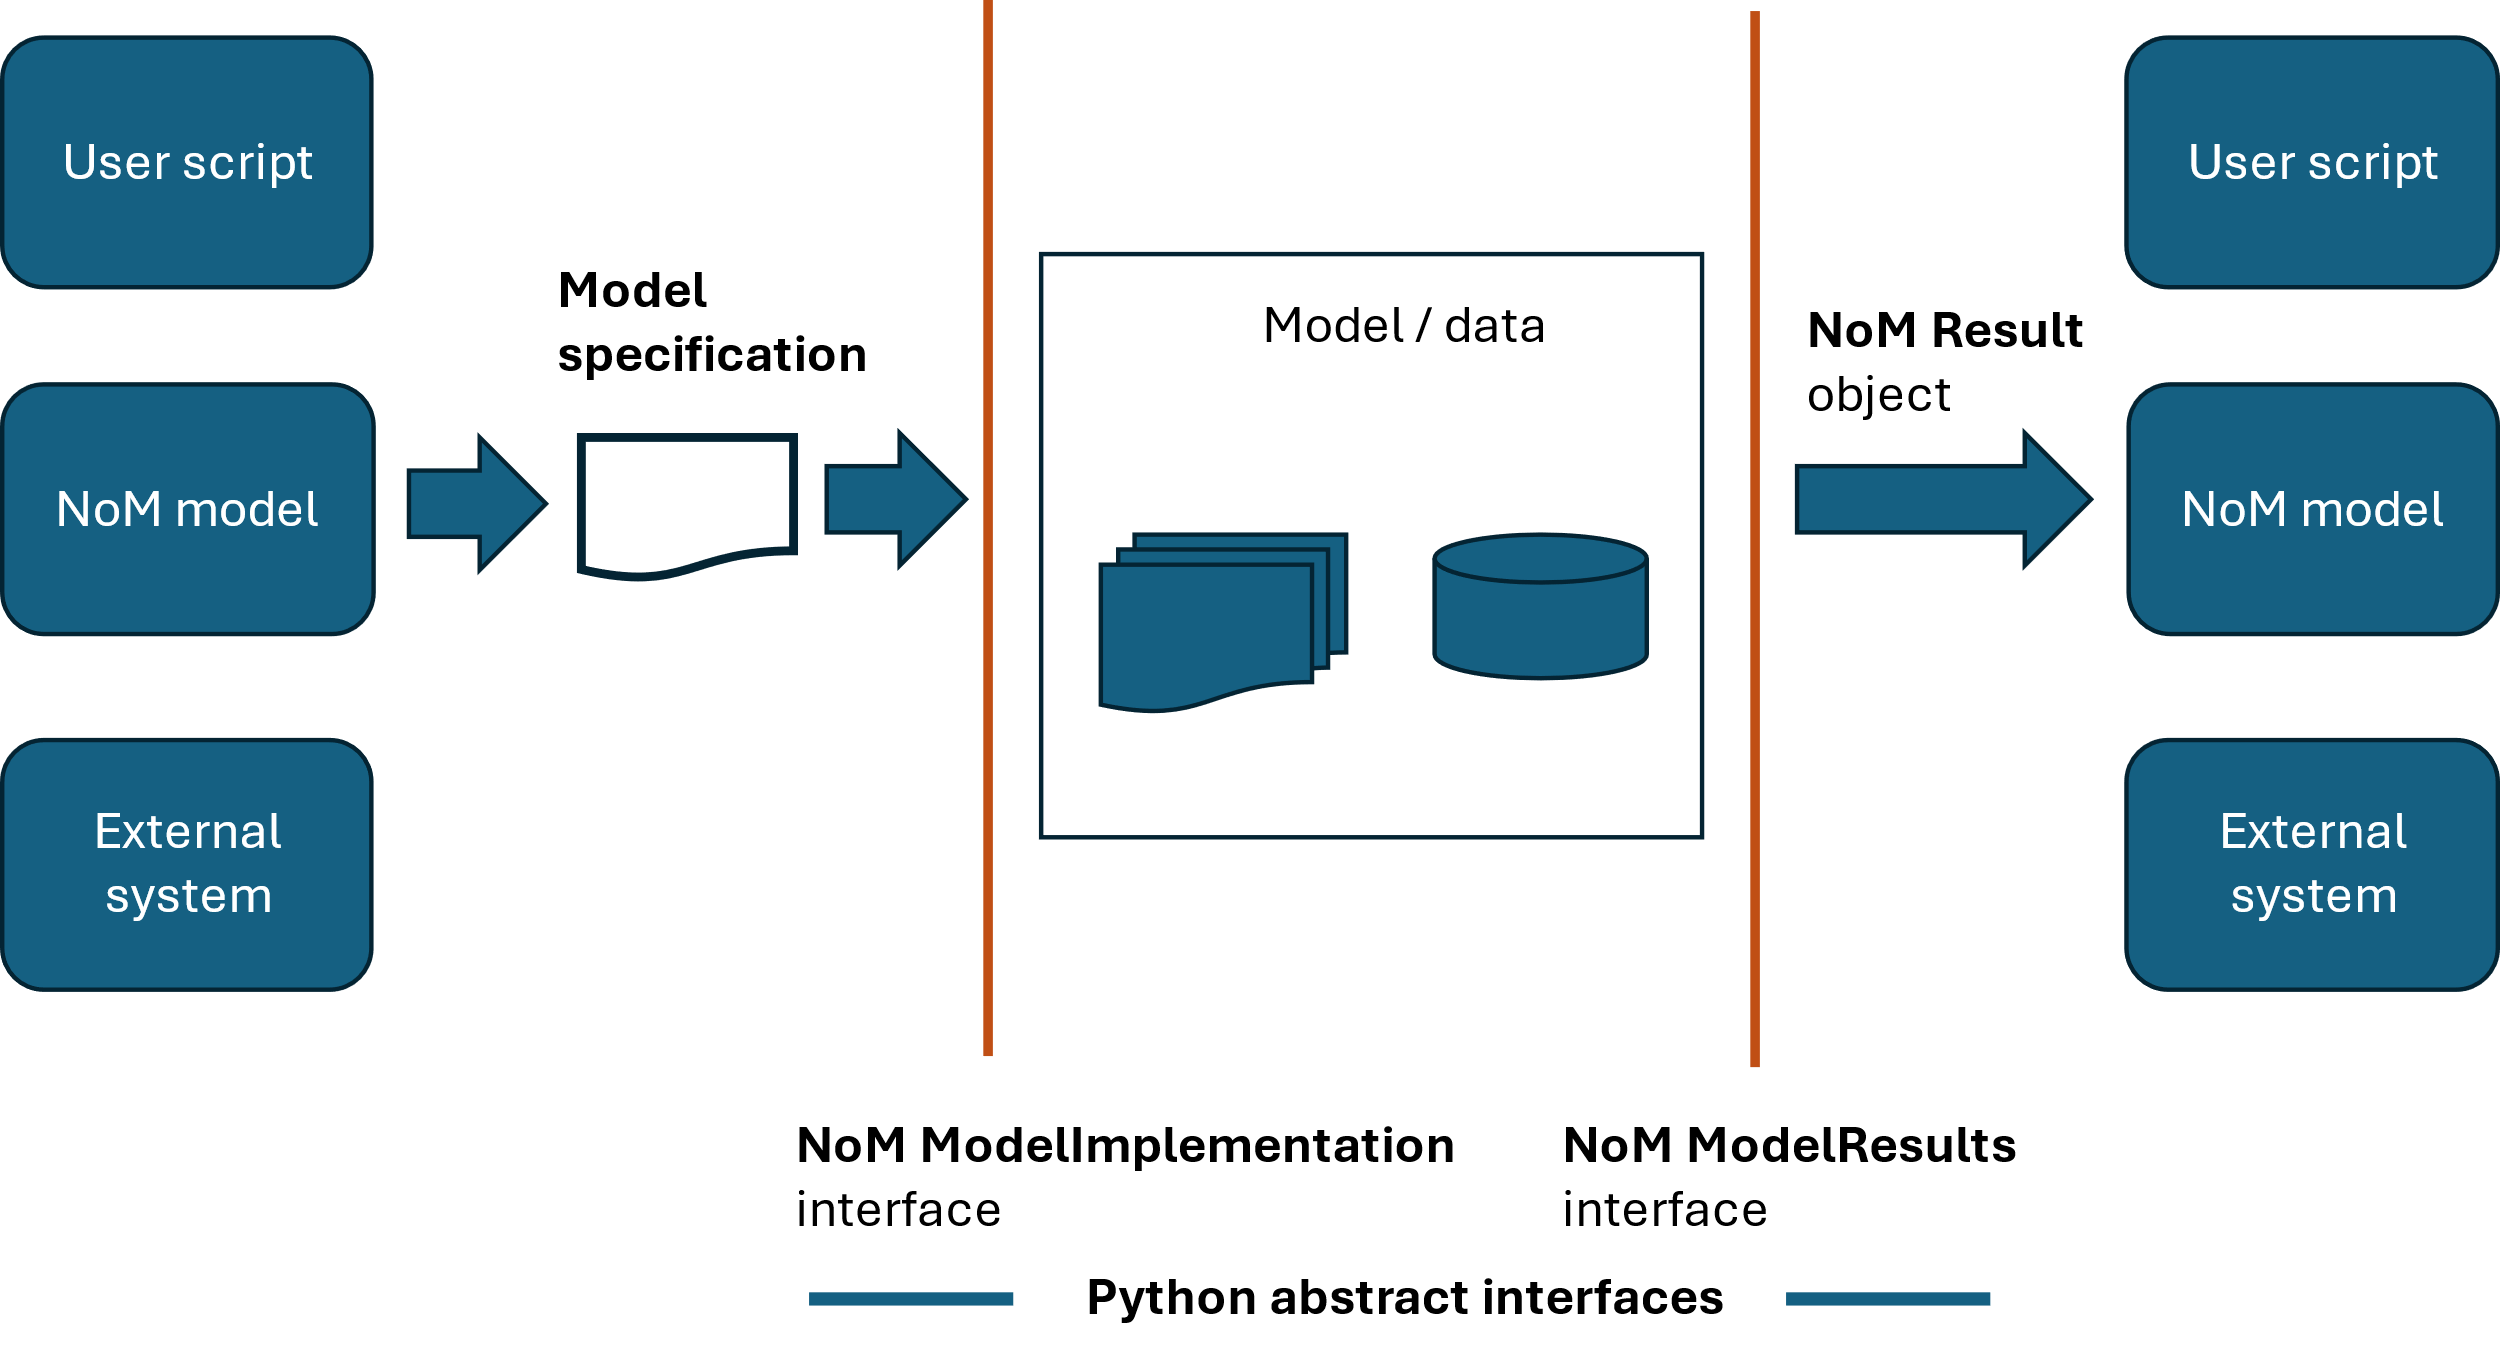 User script
NoM model
External
system
Model
specification
Model / data
NoM Result
object
User script
NoM model
External
system
NoM ModelImplementation
interface
NoM ModelResults
interface
Python abstract interfaces